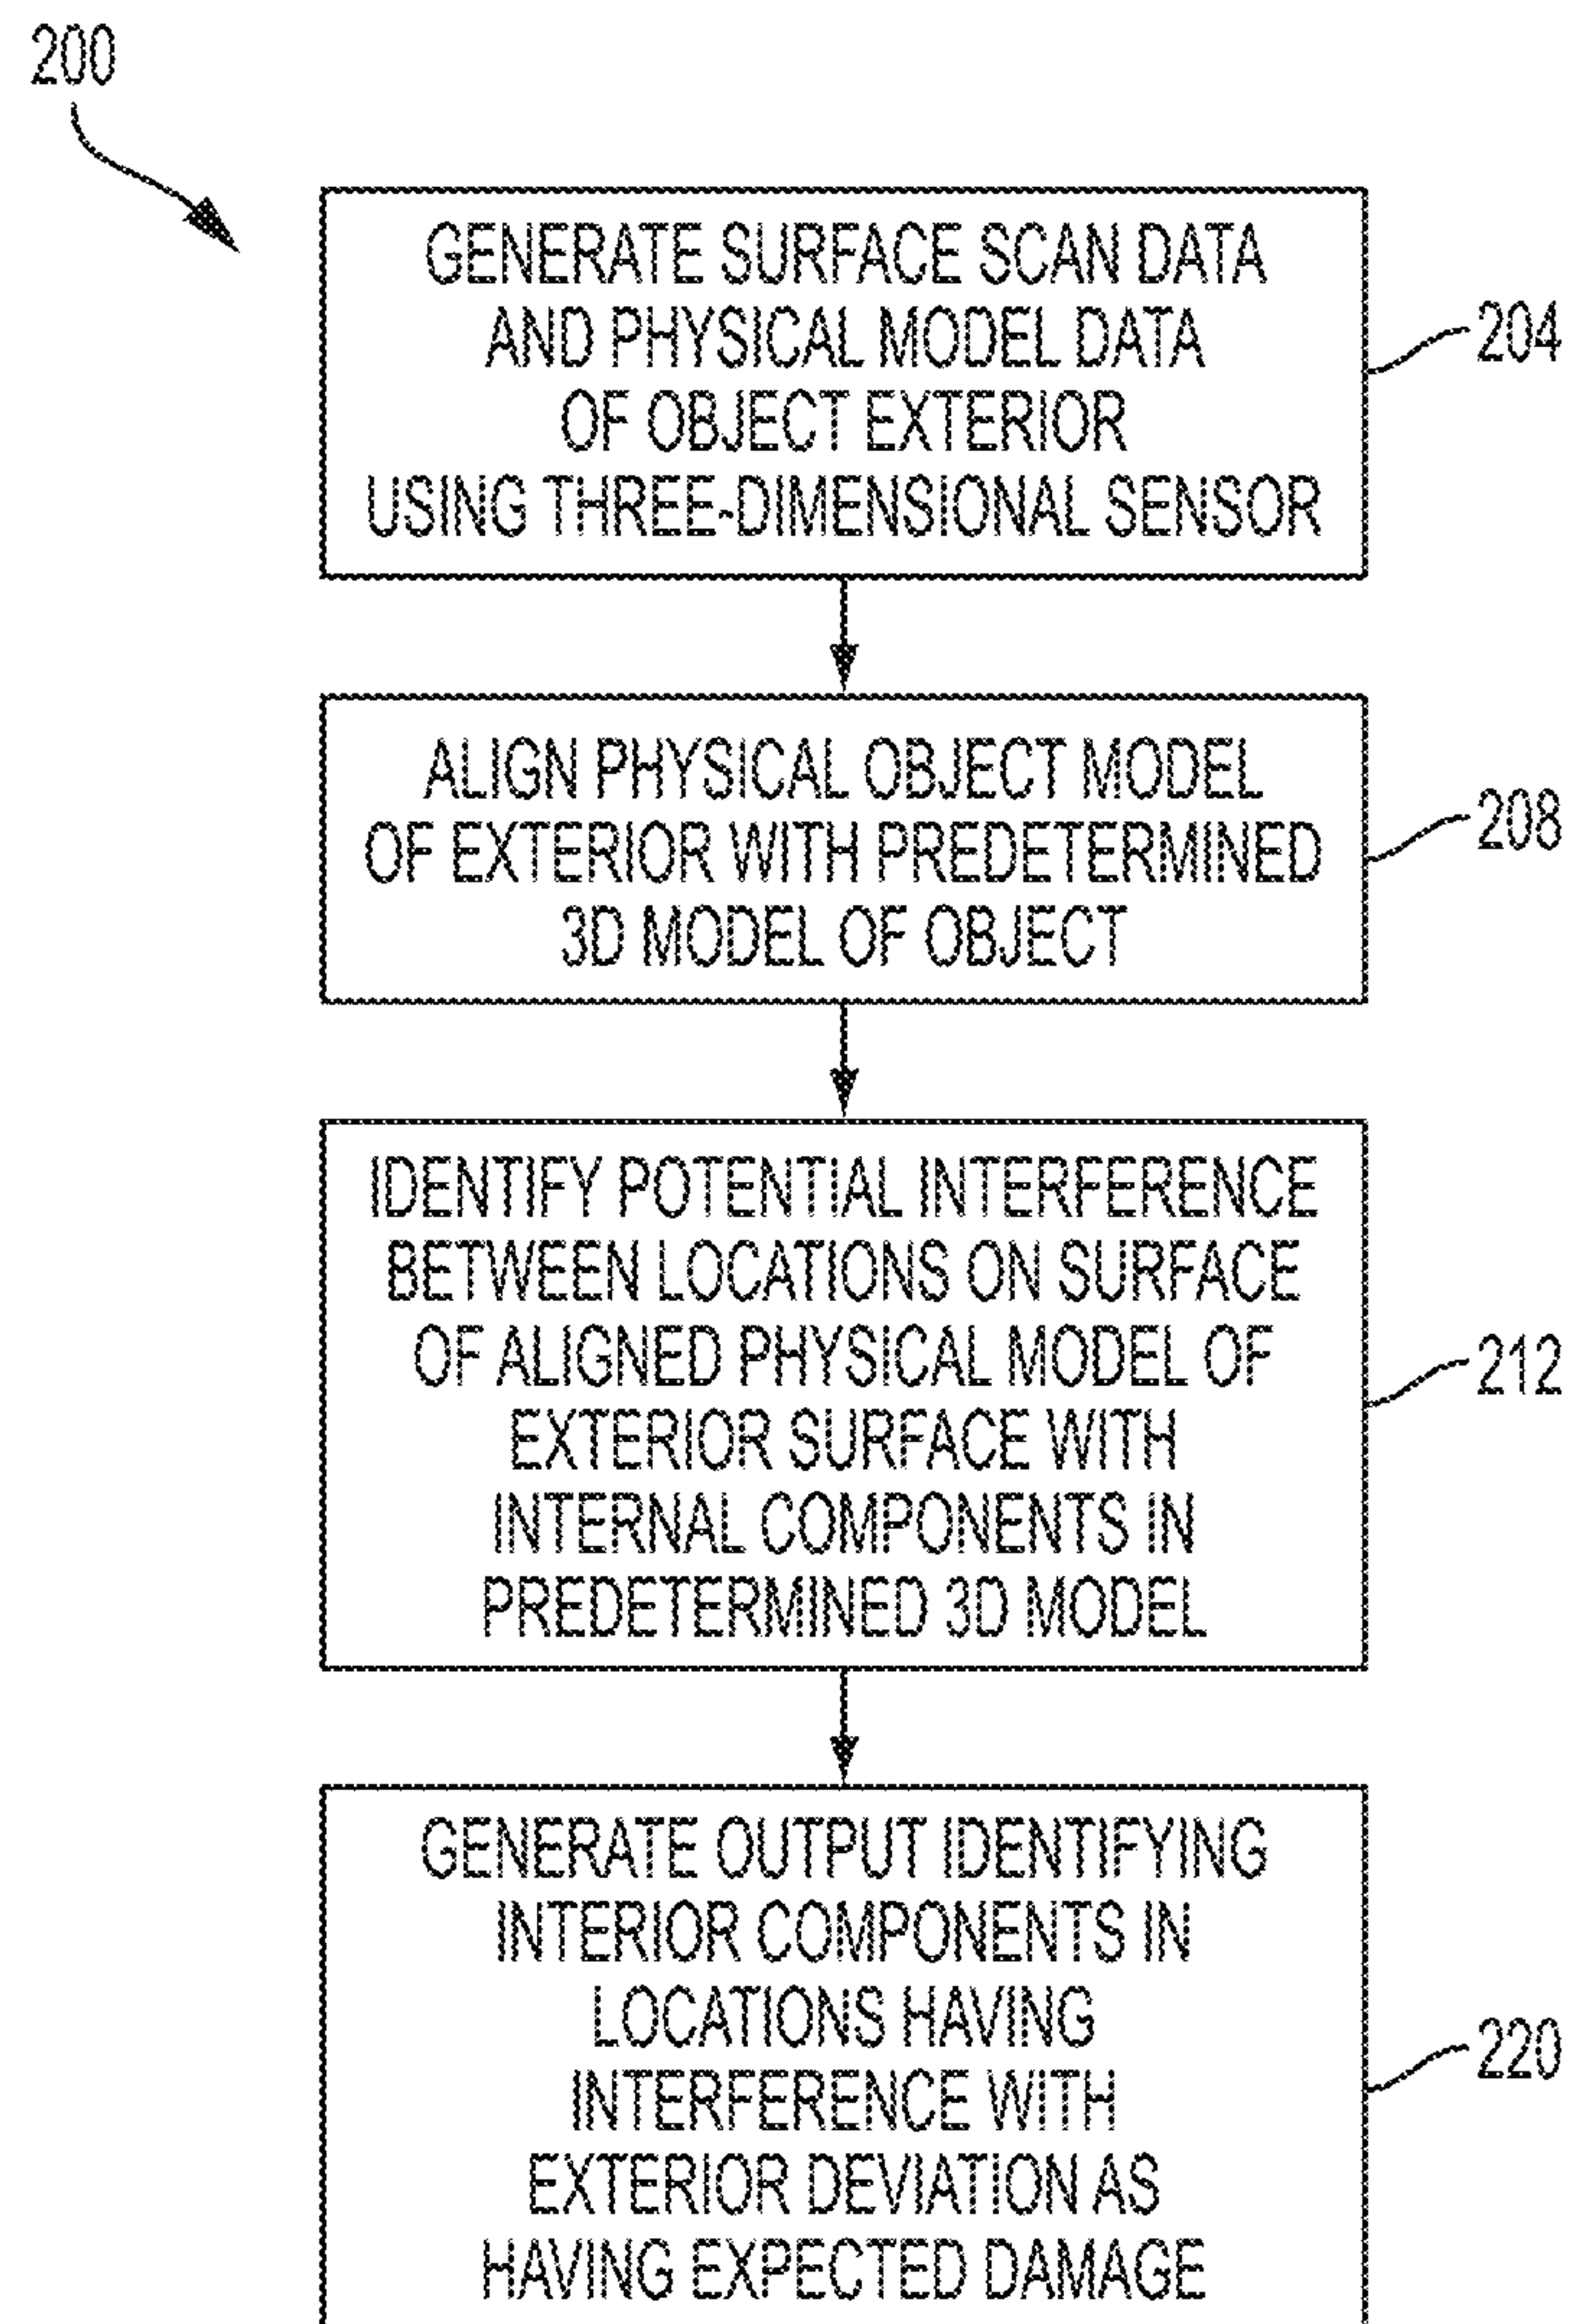 200
GENERATE SURFACE SCAN DATA
AND PHYSICAL MODEL DATA
OF OBJECT EXTERIOR
USING THREE-DIMENSIONAL SENSOR
204
ALIGN PHYSICAL OBJECT MODEL
OF EXTERIOR WITH PREDETERMINED
3D MODEL OF OBJECT
208
IDENTIFY POTENTIAL INTERFERENCE
BETWEEN LOCATIONS ON SURFACE
OF ALIGNED PHYSICAL MODEL OF
EXTERIOR SURFACE WITH
INTERNAL COMPONENTS IN
PREDETERMINED 3D MODEL
212
GENERATE OUTPUT IDENTIFYING
INTERIOR COMPONENTS IN
LOCATIONS HAVING
INTERFERENCE WITH
EXTERIOR DEVIATION AS
HAVING EXPECTED DAMAGE
220